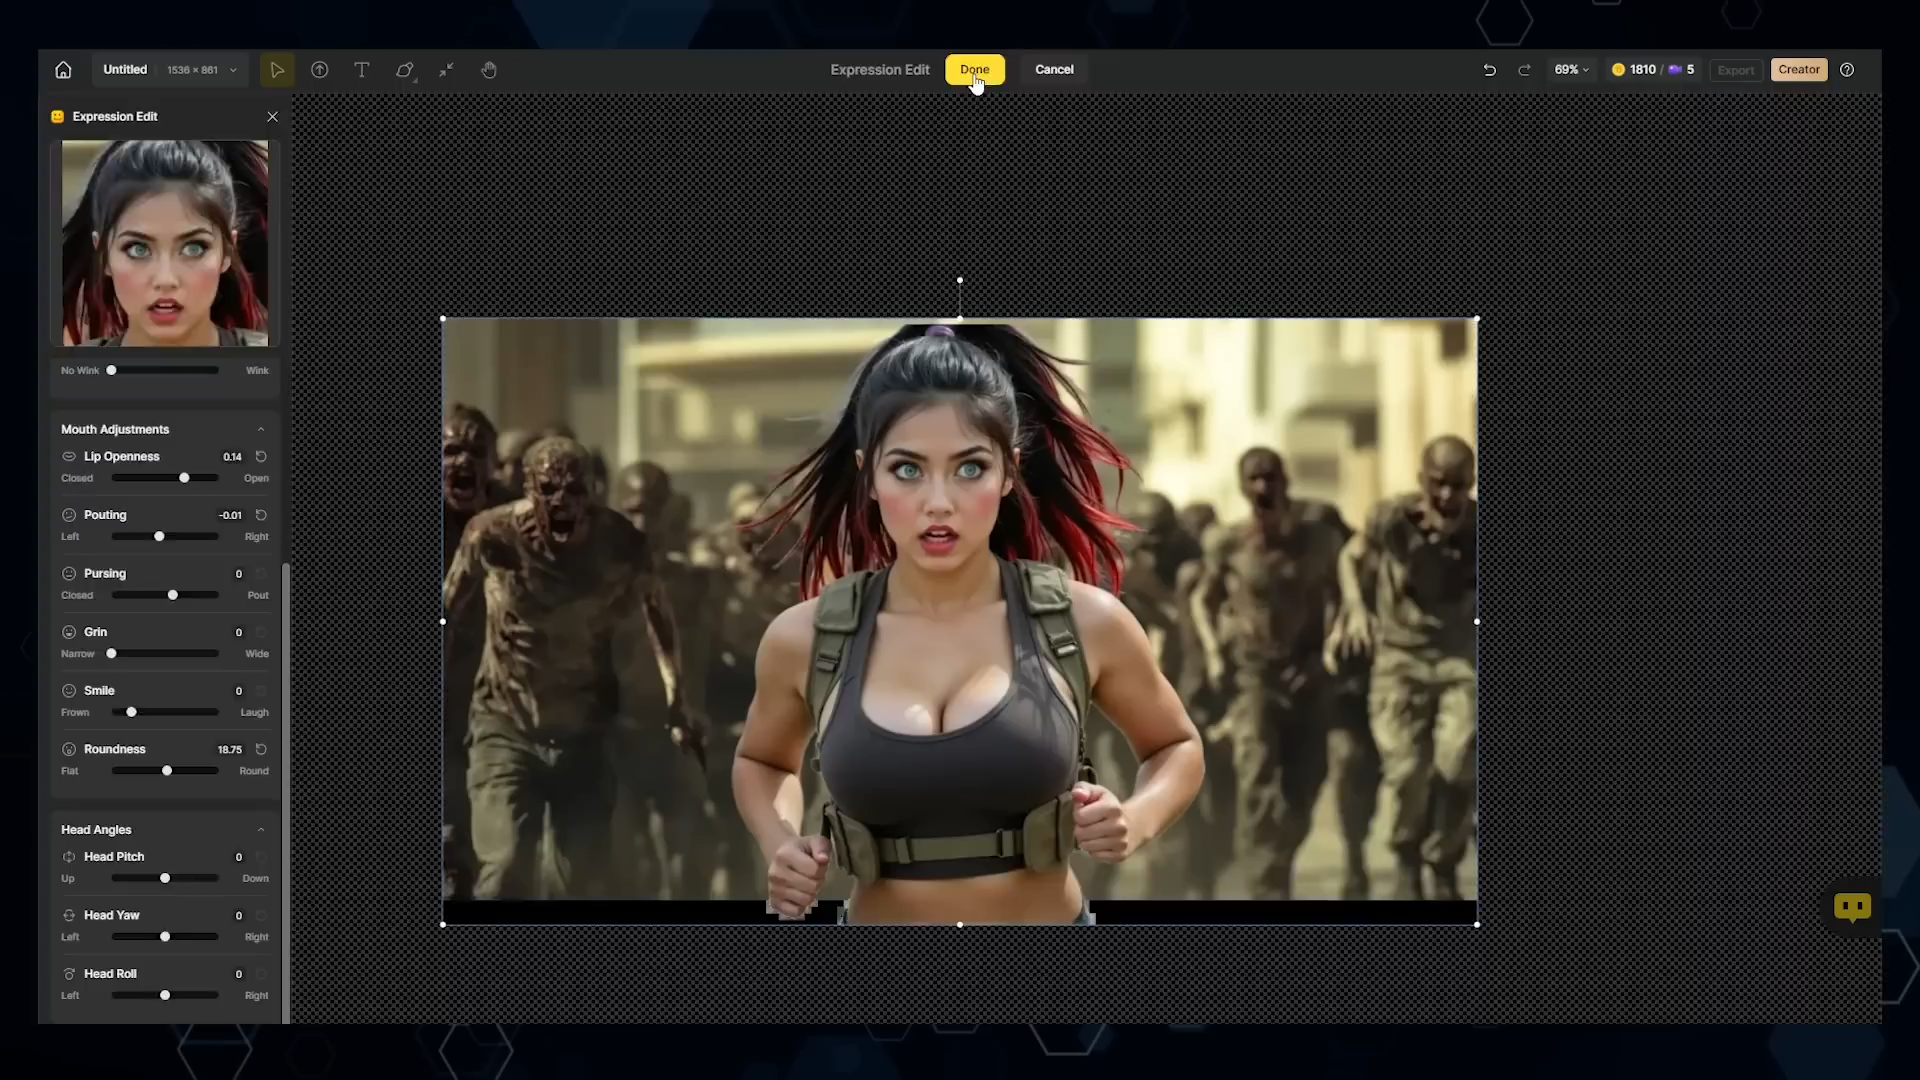 Untitled 1536 × 861
Expression Edit Done Cancel
69% 1810 / 5 Export Creator
Expression Edit
No Wink Wink
Mouth Adjustments
Lip Openness 0.14
Closed Open
Pouting -0.01
Left Right
Pursing 0
Closed Pout
Grin 0
Narrow Wide
Smile 0
Frown Laugh
Roundness 18.75
Flat Round
Head Angles
Head Pitch 0
Up Down
Head Yaw 0
Left Right
Head Roll 0
Left Right